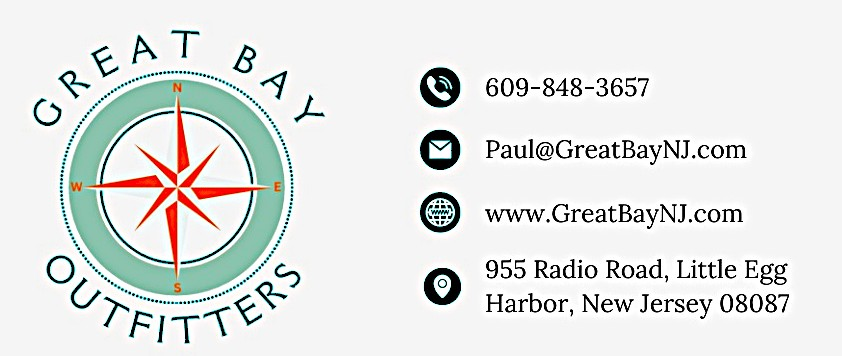 GREAT BAY
N
W
E
S
OUTFITTERS
609-848-3657
Paul@GreatBayNJ.com
www.GreatBayNJ.com
955 Radio Road, Little Egg
Harbor, New Jersey 08087